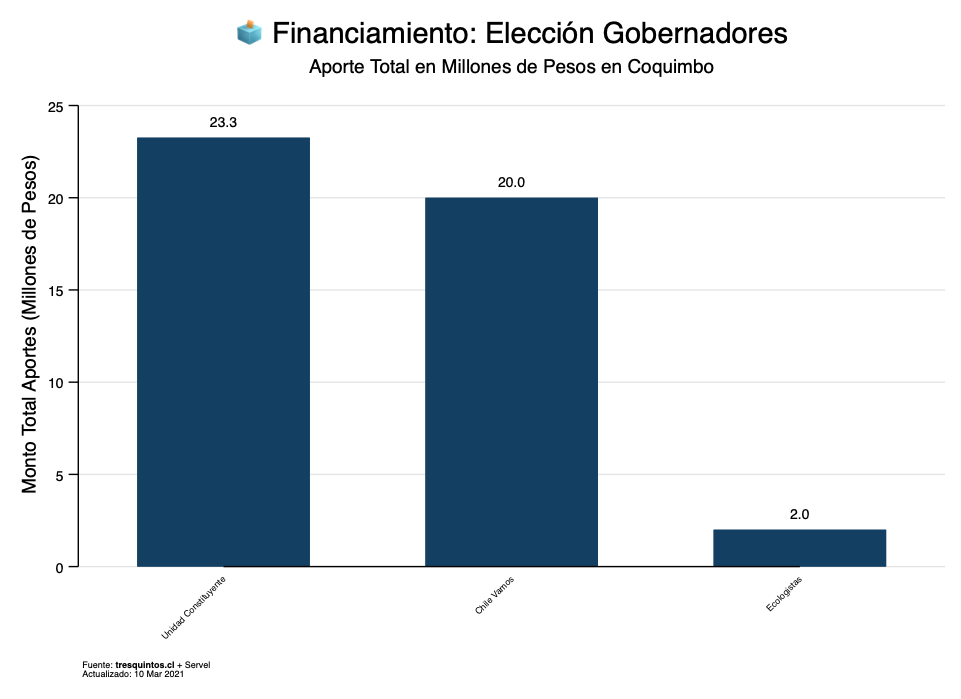 🗳️ Financiamiento: Elección Gobernadores
Aporte Total en Millones de Pesos en Coquimbo
Monto Total Aportes (Millones de Pesos)
25
20
15
10
5
0
23.3
20.0
2.0
Unidad Constituyente
Chile Vamos
Ecologistas
Fuente: tresquintos.cl + Servel
Actualizado: 10 Mar 2021